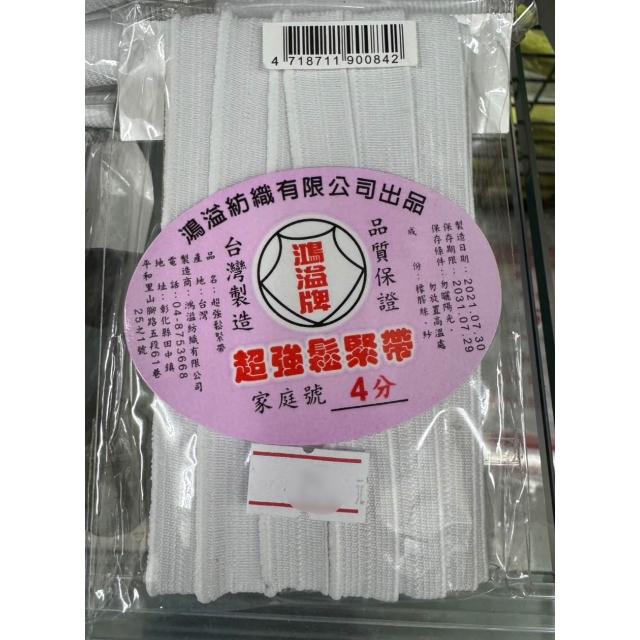 4 718711 900842
鴻溢紡織有限公司出品
台灣製造
鴻溢牌
品質保證
超強鬆緊帶
家庭號 4分
品名：超強鬆緊帶
產地：台灣
製造商：鴻溢紡織有限公司
電話：04-8753668
地址：彰化縣田中鎮
平和里山腳路五段61巷
25之1號
製造日期：2021.07.30
保存期限：2031.07.29
保存條件：勿曬陽光，
勿放置高溫處
成份：橡膠絲．紗
元